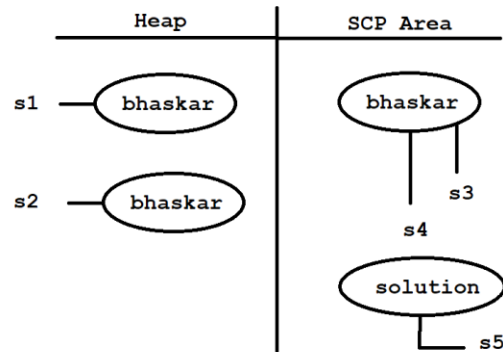 Heap SCP Area
s1 bhaskar bhaskar
s2 bhaskar s3
s4
solution
s5